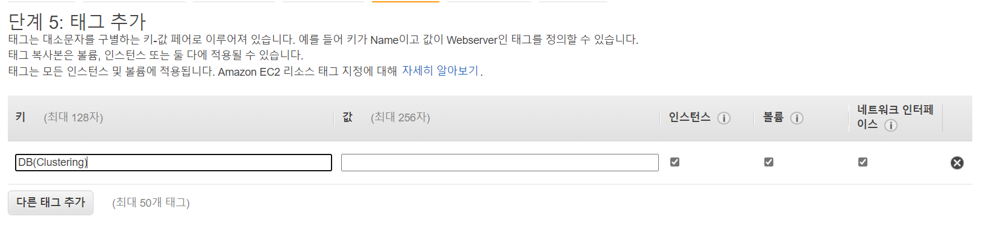 단계 5: 태그 추가
태그는 대소문자를 구별하는 키-값 페어로 이루어져 있습니다. 예를 들어 키가 Name이고 값이 Webserver인 태그를 정의할 수 있습니다.
태그 복사본은 볼륨, 인스턴스 또는 둘 다에 적용될 수 있습니다.
태그는 모든 인스턴스 및 볼륨에 적용됩니다. Amazon EC2 리소스 태그 지정에 대해 자세히 알아보기.
키 (최대 128자) 값 (최대 256자) 인스턴스 볼륨 네트워크 인터페
이스
DB(Clustering)
다른 태그 추가 (최대 50개 태그)